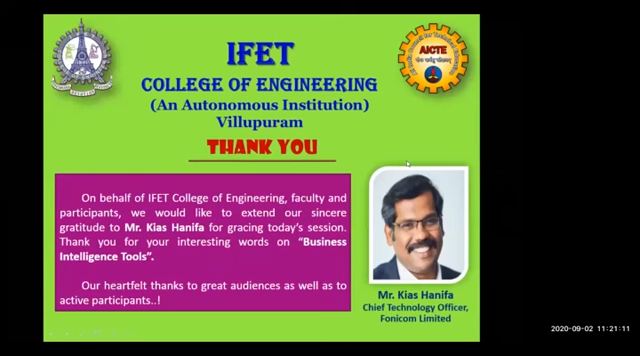 IFET
COLLEGE OF ENGINEERING
(An Autonomous Institution)
Villupuram
THANK YOU
AICTE
On behalf of IFET College of Engineering, faculty and
participants, we would like to extend our sincere
gratitude to Mr. Kias Hanifa for gracing today's session.
Thank you for your interesting words on "Business
Intelligence Tools".
Our heartfelt thanks to great audiences as well as to
active participants..!
Mr. Kias Hanifa
Chief Technology Officer,
Fonicom Limited
2020-09-02 11:21:11